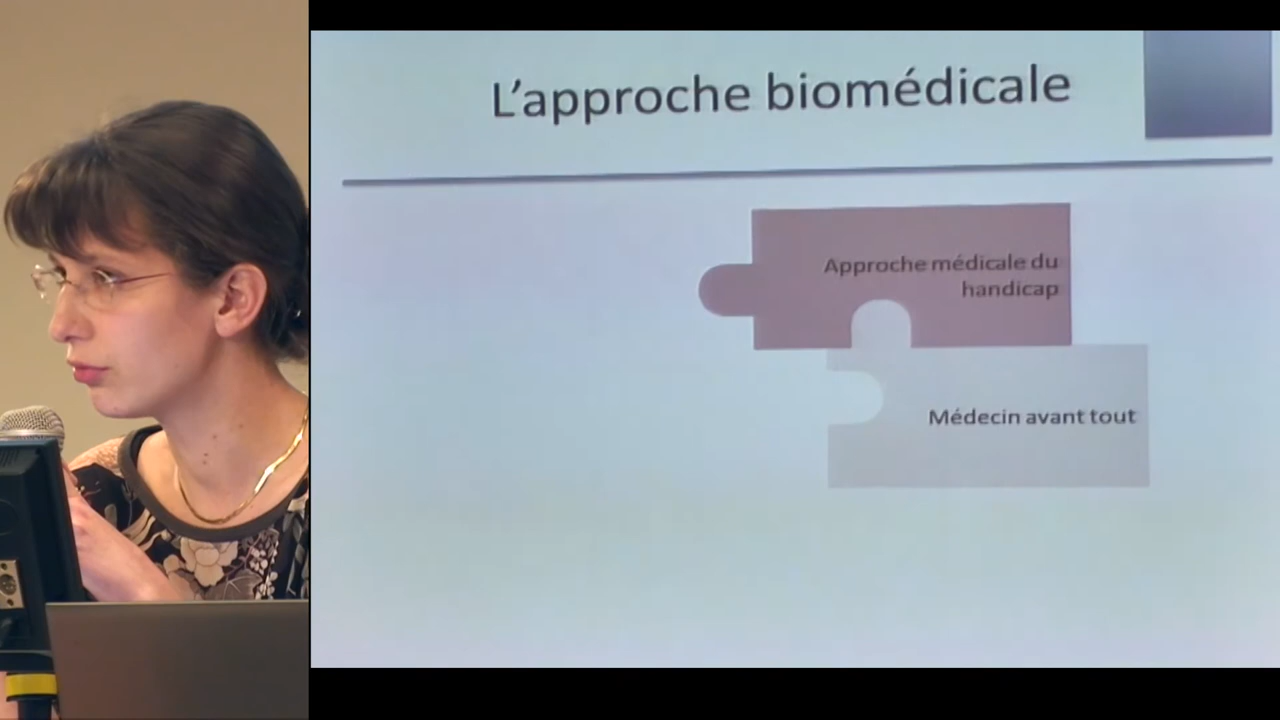 L'approche biomédicale
Approche médicale du
handicap
Médecin avant tout